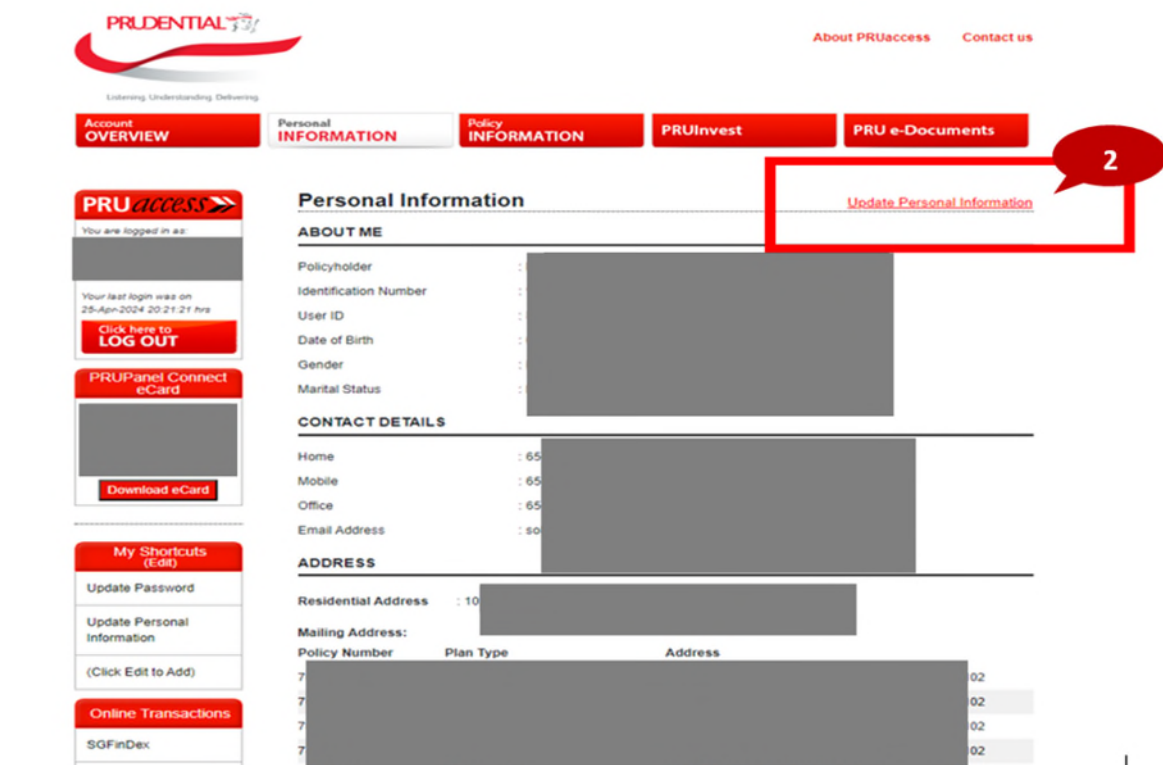 PRUDENTIAL
Listening. Understanding. Delivering.
About PRUaccess Contact us
Account
OVERVIEW
Personal
INFORMATION
Policy
INFORMATION
PRUInvest
PRU e-Documents
2
PRUaccess
You are logged in as:
Your last login was on
25-Apr-2024 20:21:21 hrs
Click here to
LOG OUT
PRUPanel Connect
eCard
Download eCard
My Shortcuts
(Edit)
Update Password
Update Personal
Information
(Click Edit to Add)
Online Transactions
SGFinDex
Personal Information
Update Personal Information
ABOUT ME
Policyholder :
Identification Number :
User ID :
Date of Birth :
Gender :
Marital Status :
CONTACT DETAILS
Home : 65
Mobile : 65
Office : 65
Email Address : so
ADDRESS
Residential Address : 10
Mailing Address:
Policy Number Plan Type Address
7 02
7 02
7 02
7 02